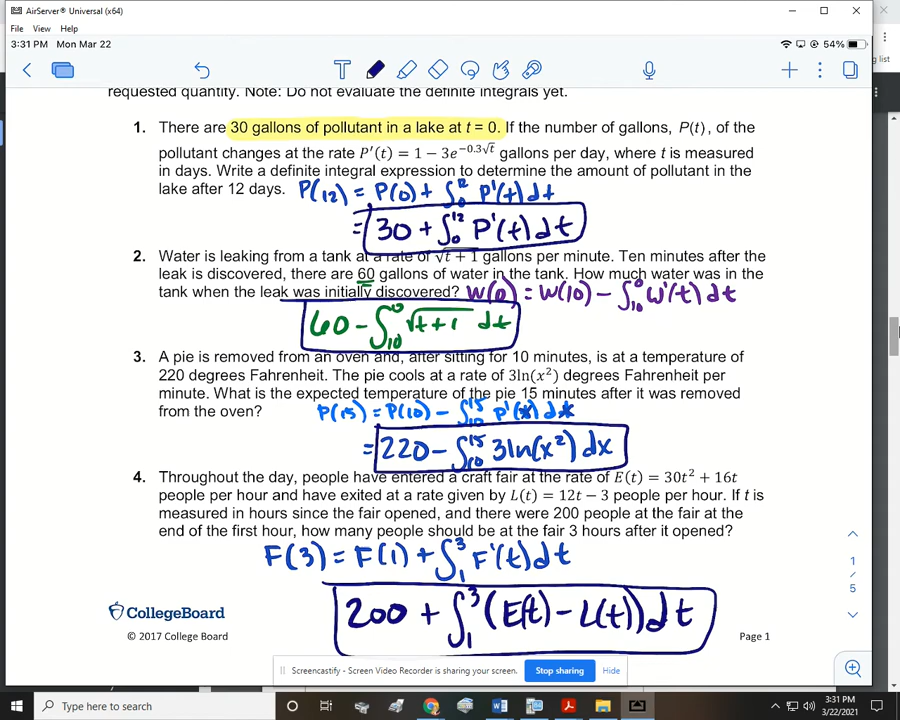 AirServer Universal (x64)
File View Help
3:31 PM Mon Mar 22
54%
ng list
requested quantity. Note: Do not evaluate the definite integrals yet.
1. There are 30 gallons of pollutant in a lake at t = 0. If the number of gallons, P(t), of the
pollutant changes at the rate P′(t) = 1 − 3e^{−0.3√t} gallons per day, where t is measured
in days. Write a definite integral expression to determine the amount of pollutant in the
lake after 12 days. P(12) = P(0) + ∫₀¹² P'(t) dt
= 30 + ∫₀¹² P'(t) dt
2. Water is leaking from a tank at a rate of √(t + 1) gallons per minute. Ten minutes after the
leak is discovered, there are 60 gallons of water in the tank. How much water was in the
tank when the leak was initially discovered? W(0) = W(10) − ∫₁₀⁰ W'(t) dt
60 − ∫₁₀⁰ √(t+1) dt
3. A pie is removed from an oven and, after sitting for 10 minutes, is at a temperature of
220 degrees Fahrenheit. The pie cools at a rate of 3ln(x²) degrees Fahrenheit per
minute. What is the expected temperature of the pie 15 minutes after it was removed
from the oven? P(15) = P(10) − ∫₁₀¹⁵ P'(x) dx
= 220 − ∫₁₀¹⁵ 3ln(x²) dx
4. Throughout the day, people have entered a craft fair at the rate of E(t) = 30t² + 16t
people per hour and have exited at a rate given by L(t) = 12t − 3 people per hour. If t is
measured in hours since the fair opened, and there were 200 people at the fair at the
end of the first hour, how many people should be at the fair 3 hours after it opened?
F(3) = F(1) + ∫₁³ F'(t) dt
200 + ∫₁³ (E(t) − L(t)) dt
1
/
5
CollegeBoard
© 2017 College Board
Page 1
Screencastify - Screen Video Recorder is sharing your screen. Stop sharing Hide
Type here to search
3:31 PM
3/22/2021